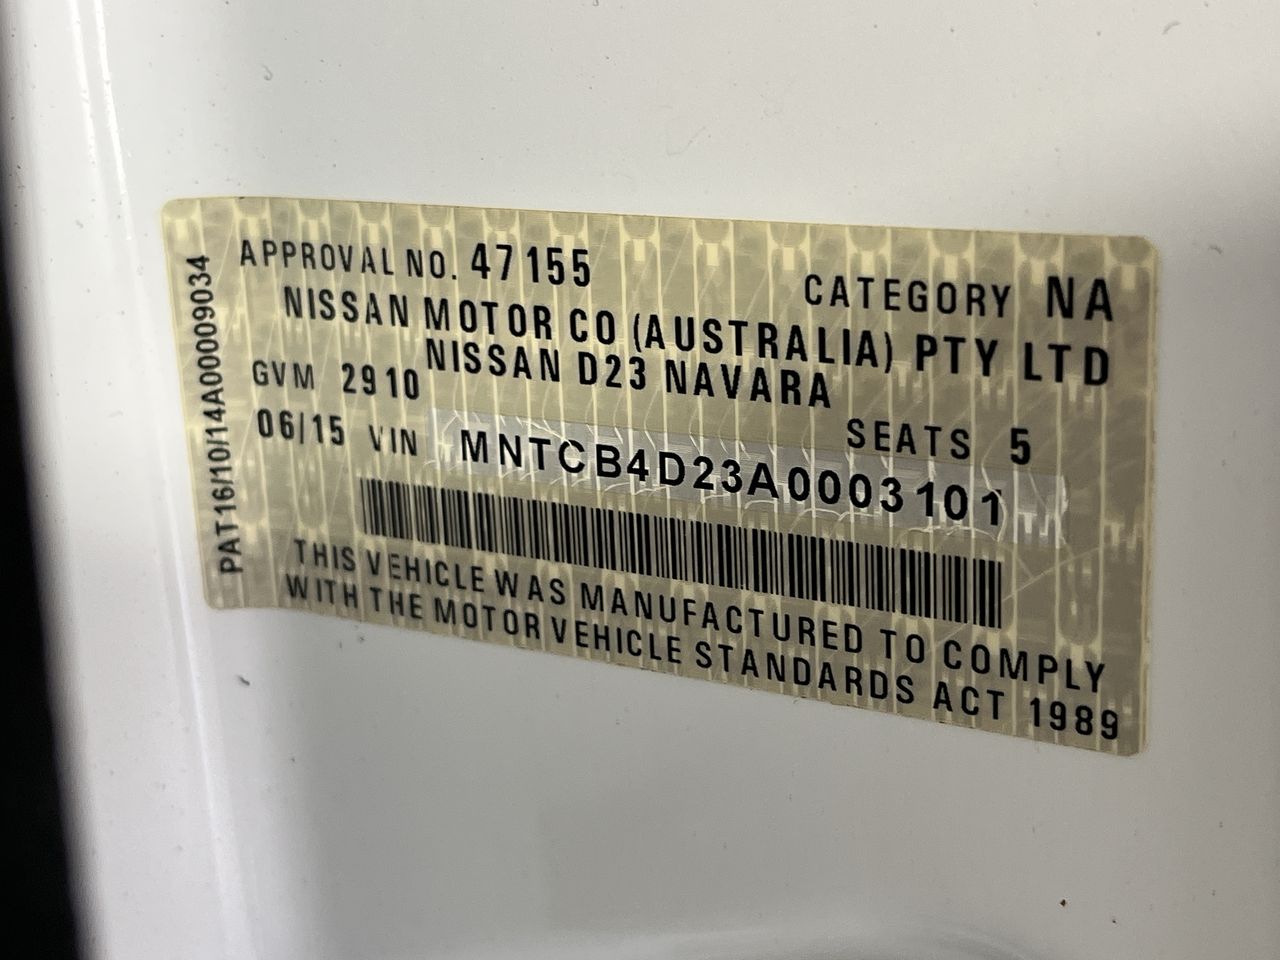 PAT16/10/14A00009034
APPROVAL NO. 47155
CATEGORY NA
NISSAN MOTOR CO (AUSTRALIA) PTY LTD
NISSAN D23 NAVARA
GVM 2910
SEATS 5
06/15 VIN MNTCB4D23A0003101
THIS VEHICLE WAS MANUFACTURED TO COMPLY
WITH THE MOTOR VEHICLE STANDARDS ACT 1989